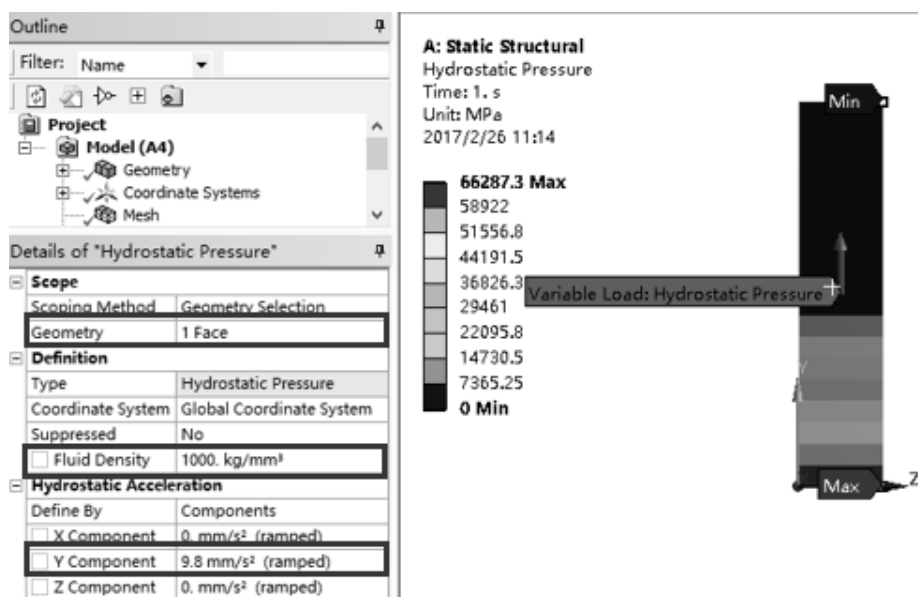 Outline
Filter: Name
Project
Model (A4)
Geometry
Coordinate Systems
Mesh
Details of "Hydrostatic Pressure"
Scope
Scoping Method Geometry Selection
Geometry 1 Face
Definition
Type Hydrostatic Pressure
Coordinate System Global Coordinate System
Suppressed No
Fluid Density 1000. kg/mm³
Hydrostatic Acceleration
Define By Components
X Component 0. mm/s² (ramped)
Y Component 9.8 mm/s² (ramped)
Z Component 0. mm/s² (ramped)
A: Static Structural
Hydrostatic Pressure
Time: 1. s
Unit: MPa
2017/2/26 11:14
66287.3 Max
58922
51556.8
44191.5
36826.3
29461
22095.8
14730.5
7365.25
0 Min
Min
Variable Load: Hydrostatic Pressure
Y
Max
Z